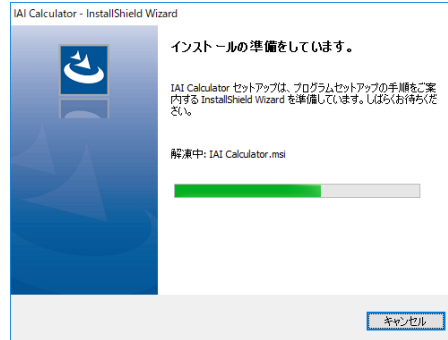 IAI Calculator - InstallShield Wizard
インストールの準備をしています。
IAI Calculator セットアップは、プログラムセットアップの手順をご案
内する InstallShield Wizard を準備しています。しばらくお待ちくだ
さい。
解凍中: IAI Calculator.msi
キャンセル